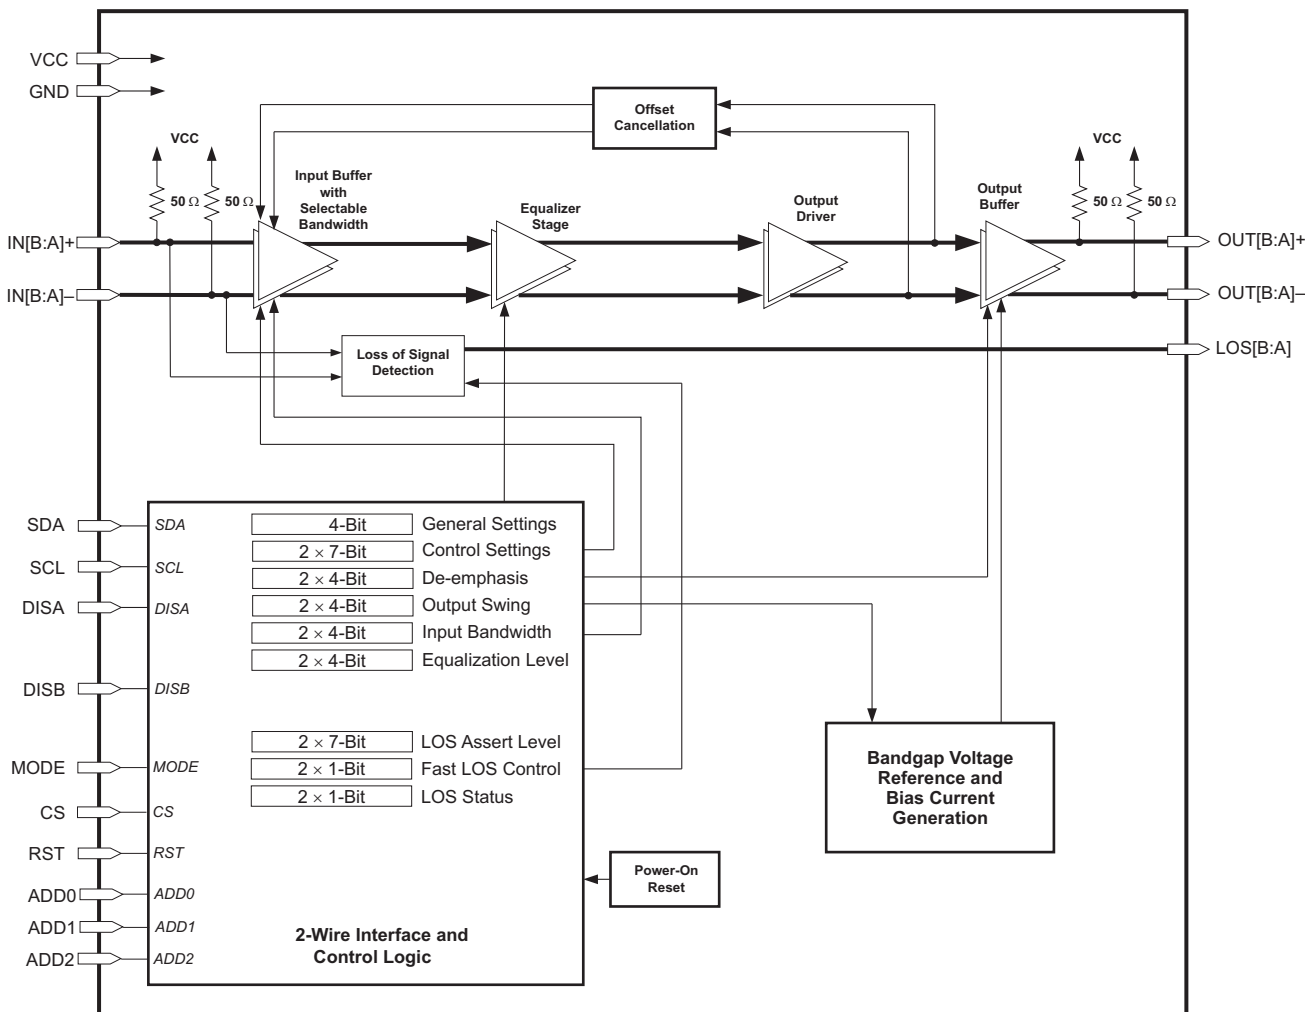 VCC
GND
Offset
Cancellation
VCC
50 Ω
50 Ω
Input Buffer
with
Selectable
Bandwidth
Equalizer
Stage
Output
Driver
Output
Buffer
VCC
50 Ω
50 Ω
IN[B:A]+
OUT[B:A]+
IN[B:A]–
OUT[B:A]–
Loss of Signal
Detection
LOS[B:A]
SDA
SDA
4-Bit
General Settings
2 × 7-Bit
Control Settings
SCL
SCL
2 × 4-Bit
De-emphasis
DISA
DISA
2 × 4-Bit
Output Swing
2 × 4-Bit
Input Bandwidth
2 × 4-Bit
Equalization Level
DISB
DISB
2 × 7-Bit
LOS Assert Level
MODE
MODE
2 × 1-Bit
Fast LOS Control
2 × 1-Bit
LOS Status
CS
CS
RST
RST
ADD0
ADD0
ADD1
ADD1
ADD2
ADD2
2-Wire Interface and
Control Logic
Power-On
Reset
Bandgap Voltage
Reference and
Bias Current
Generation